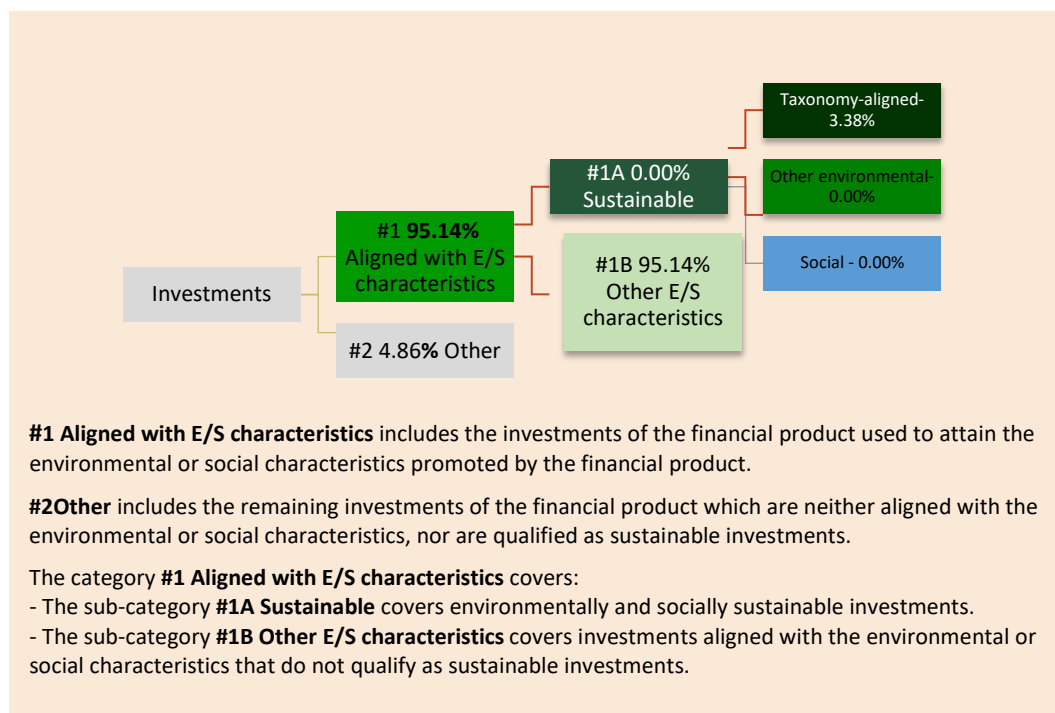 Taxonomy-aligned-
3.38%
#1A 0.00%
Sustainable
Other environmental-
0.00%
#1 95.14%
Aligned with E/S
characteristics
#1B 95.14%
Other E/S
characteristics
Social - 0.00%
Investments
#2 4.86% Other
#1 Aligned with E/S characteristics includes the investments of the financial product used to attain the
environmental or social characteristics promoted by the financial product.
#2Other includes the remaining investments of the financial product which are neither aligned with the
environmental or social characteristics, nor are qualified as sustainable investments.
The category #1 Aligned with E/S characteristics covers:
- The sub-category #1A Sustainable covers environmentally and socially sustainable investments.
- The sub-category #1B Other E/S characteristics covers investments aligned with the environmental or
social characteristics that do not qualify as sustainable investments.